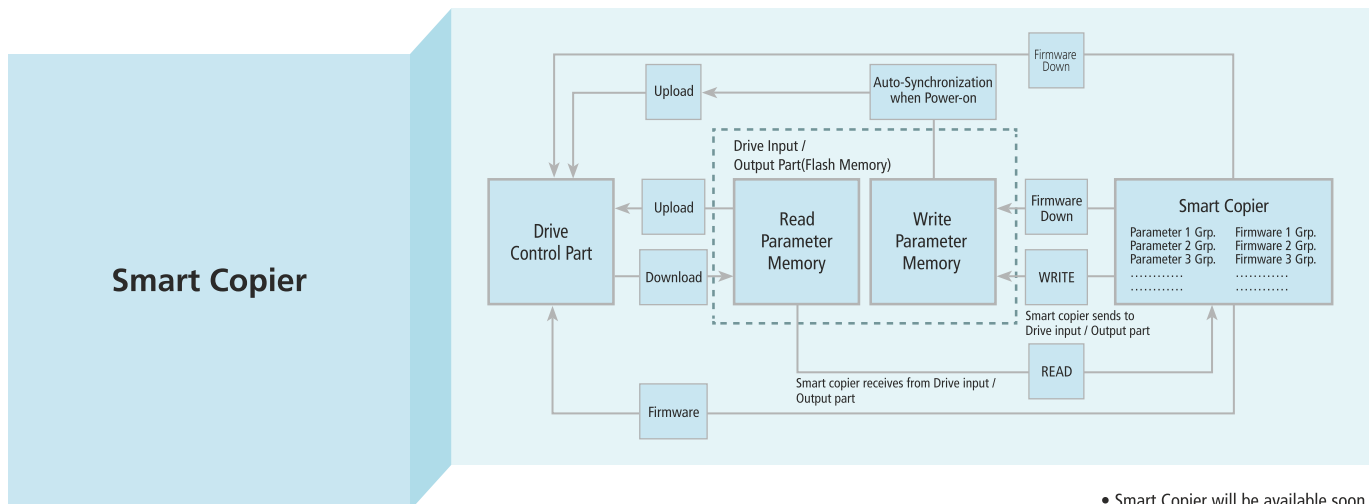 Smart Copier
Firmware
Down
Upload
Auto-Synchronization
when Power-on
Drive Input /
Output Part(Flash Memory)
Drive
Control Part
Upload
Download
Read
Parameter
Memory
Write
Parameter
Memory
Firmware
Down
WRITE
Smart copier sends to
Drive input / Output part
Smart Copier
Parameter 1 Grp. Firmware 1 Grp.
Parameter 2 Grp. Firmware 2 Grp.
Parameter 3 Grp. Firmware 3 Grp.
............ ............
............ ............
READ
Smart copier receives from Drive input /
Output part
Firmware
• Smart Copier will be available soon